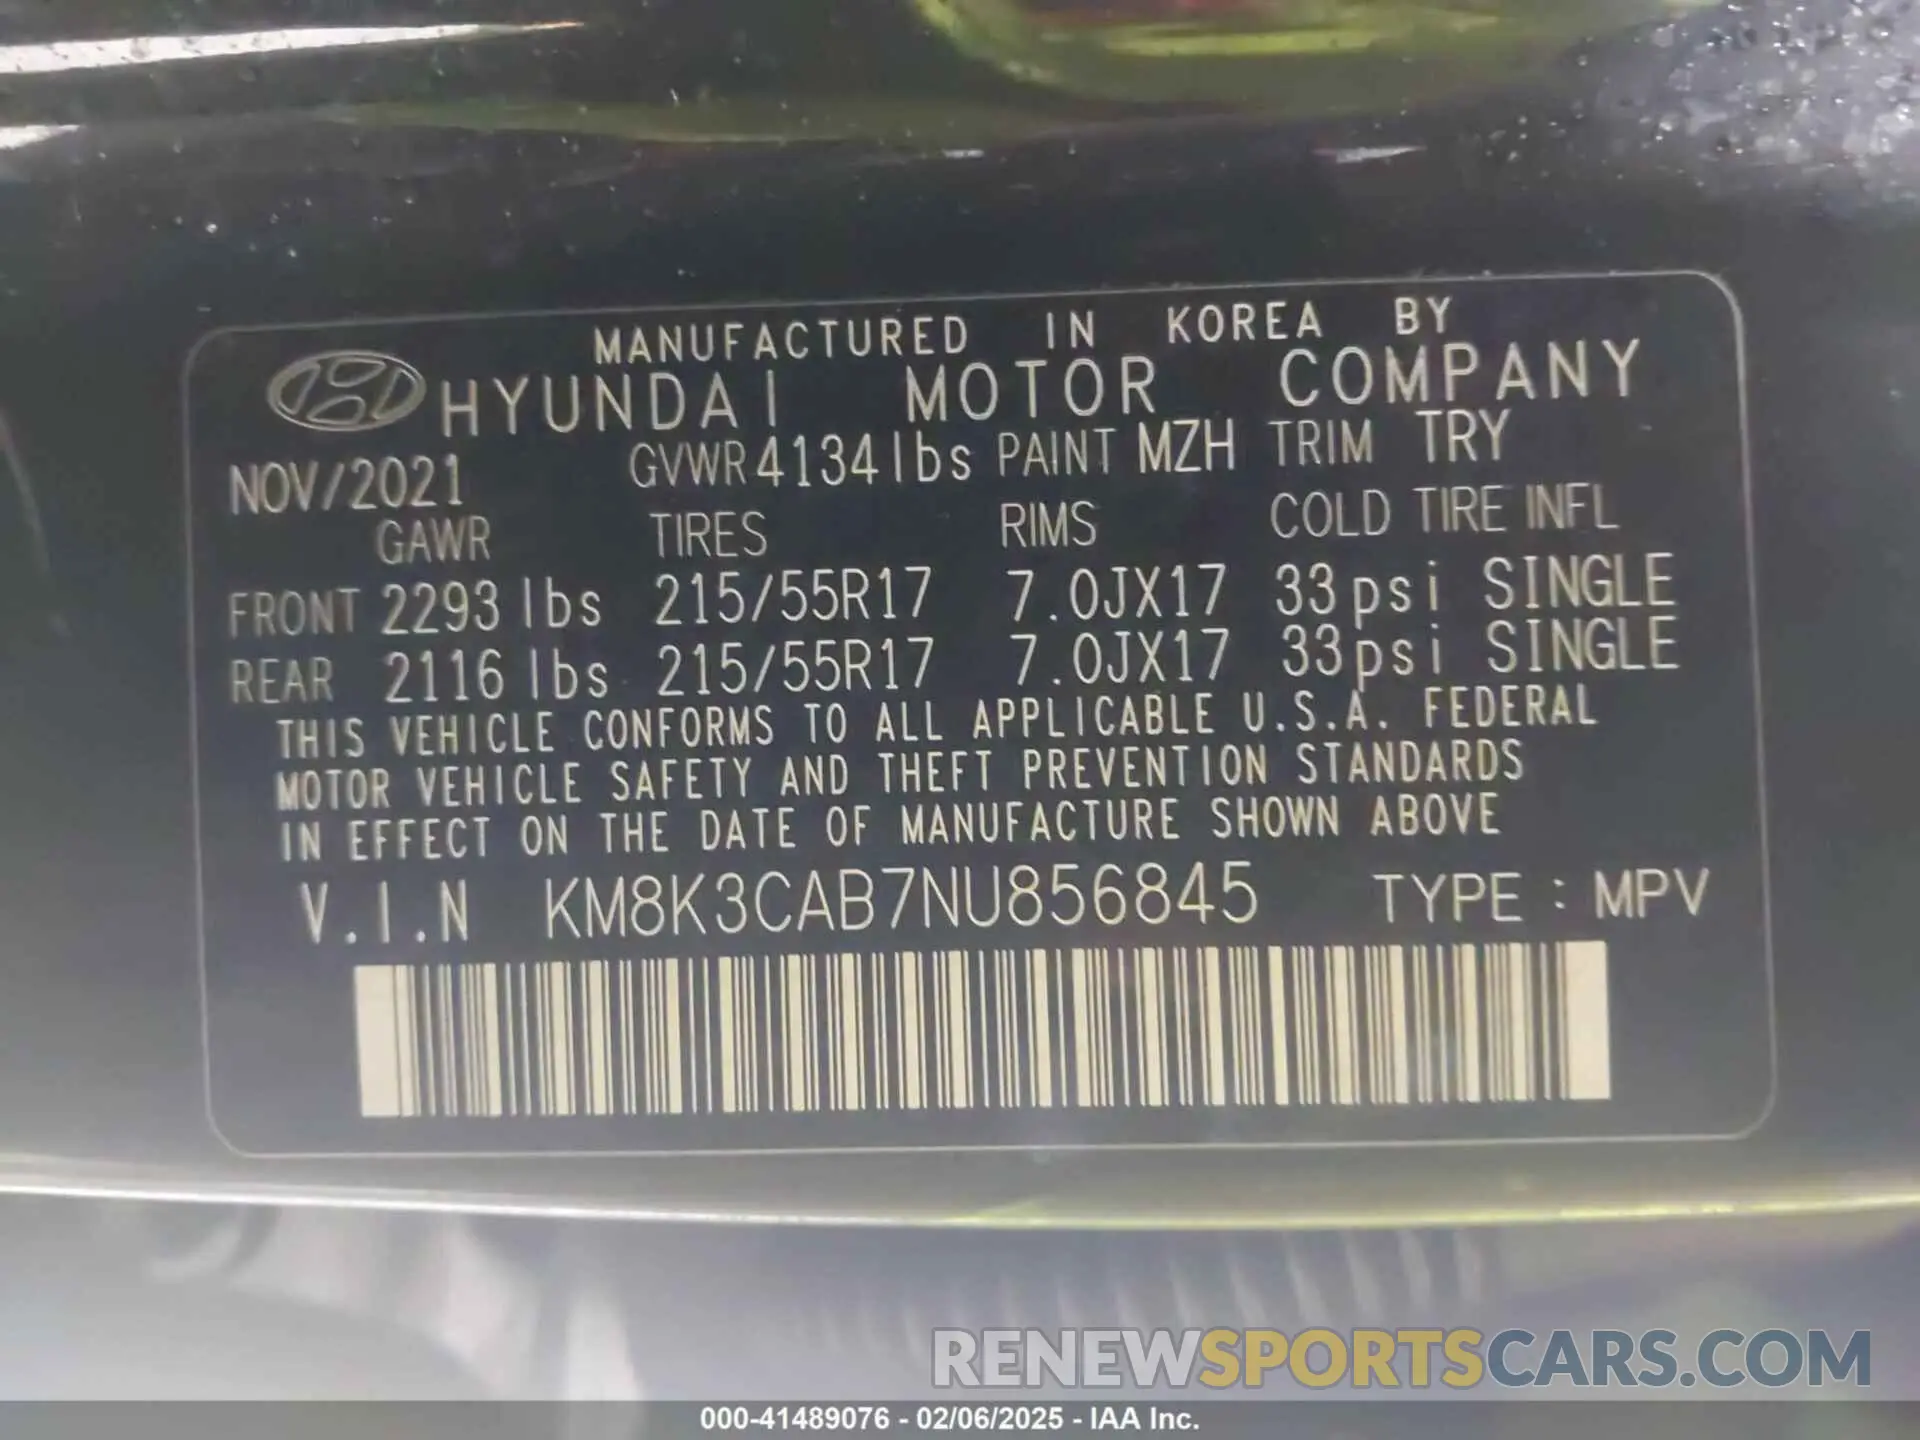 MANUFACTURED IN KOREA BY
HYUNDAI MOTOR COMPANY
NOV/2021 GVWR 4134lbs PAINT MZH TRIM TRY
GAWR TIRES RIMS COLD TIRE INFL
FRONT 2293 lbs 215/55R17 7.0JX17 33psi SINGLE
REAR 2116 lbs 215/55R17 7.0JX17 33psi SINGLE
THIS VEHICLE CONFORMS TO ALL APPLICABLE U.S.A. FEDERAL
MOTOR VEHICLE SAFETY AND THEFT PREVENTION STANDARDS
IN EFFECT ON THE DATE OF MANUFACTURE SHOWN ABOVE
V.I.N KM8K3CAB7NU856845 TYPE : MPV
RENEWSPORTSCARS.COM
000-41489076 - 02/06/2025 - IAA Inc.